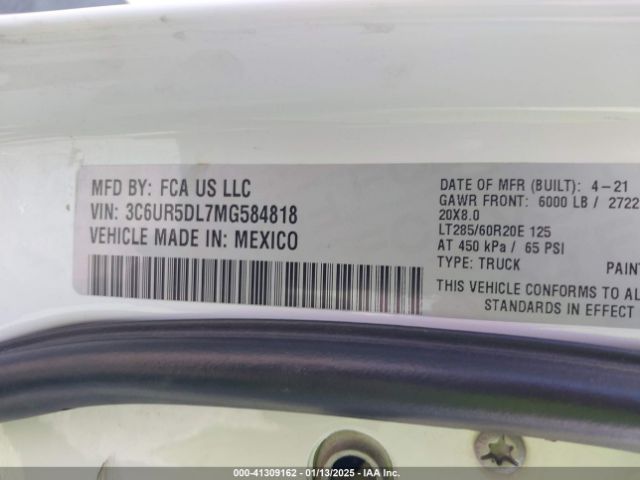 MFD BY: FCA US LLC
VIN: 3C6UR5DL7MG584818
VEHICLE MADE IN: MEXICO
DATE OF MFR (BUILT): 4-21
GAWR FRONT: 6000 LB / 2722
20X8.0
LT285/60R20E 125
AT 450 kPa / 65 PSI
TYPE: TRUCK PAIN
THIS VEHICLE CONFORMS TO AL
STANDARDS IN EFFECT
00-41309162 - 01/13/2025 - IAA Inc.